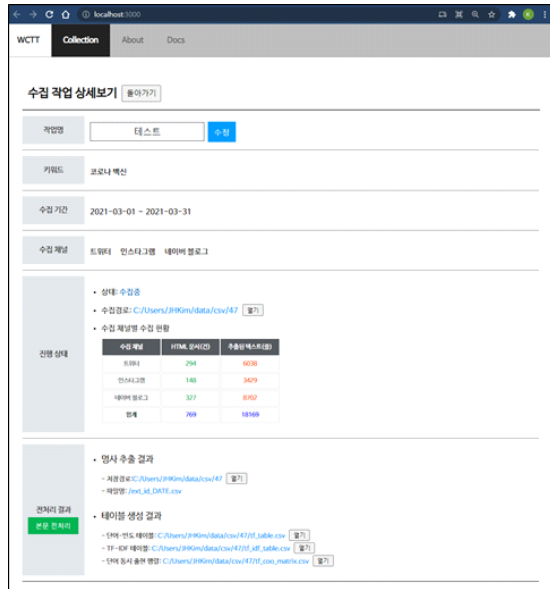 localhost:3000
WCTT Collection About Docs
수집 작업 상세보기 돌아가기
작업명 테스트 수정
키워드 코로나 백신
수집 기간 2021-03-01 ~ 2021-03-31
수집 채널 트위터 인스타그램 네이버 블로그
진행 상태
• 상태: 수집중
• 수집경로: C:/Users/JHKim/data/csv/47 열기
• 수집 채널별 수집 현황
수집 채널 HTML 문서(건) 추출된 텍스트(줄)
트위터 294 6038
인스타그램 148 3429
네이버 블로그 327 8702
합계 769 18169
전처리 결과
본문 전처리
• 명사 추출 결과
- 저장경로:C:/Users/JHKim/data/csv/47 열기
- 파일명: /ext_id_DATE.csv
• 테이블 생성 결과
- 단어-빈도 테이블: C:/Users/JHKim/data/csv/47/tf_table.csv 열기
- TF-IDF 테이블: C:/Users/JHKim/data/csv/47/tf_idf_table.csv 열기
- 단어 동시 출현 행렬: C:/Users/JHKim/data/csv/47/tf_coo_matrix.csv 열기